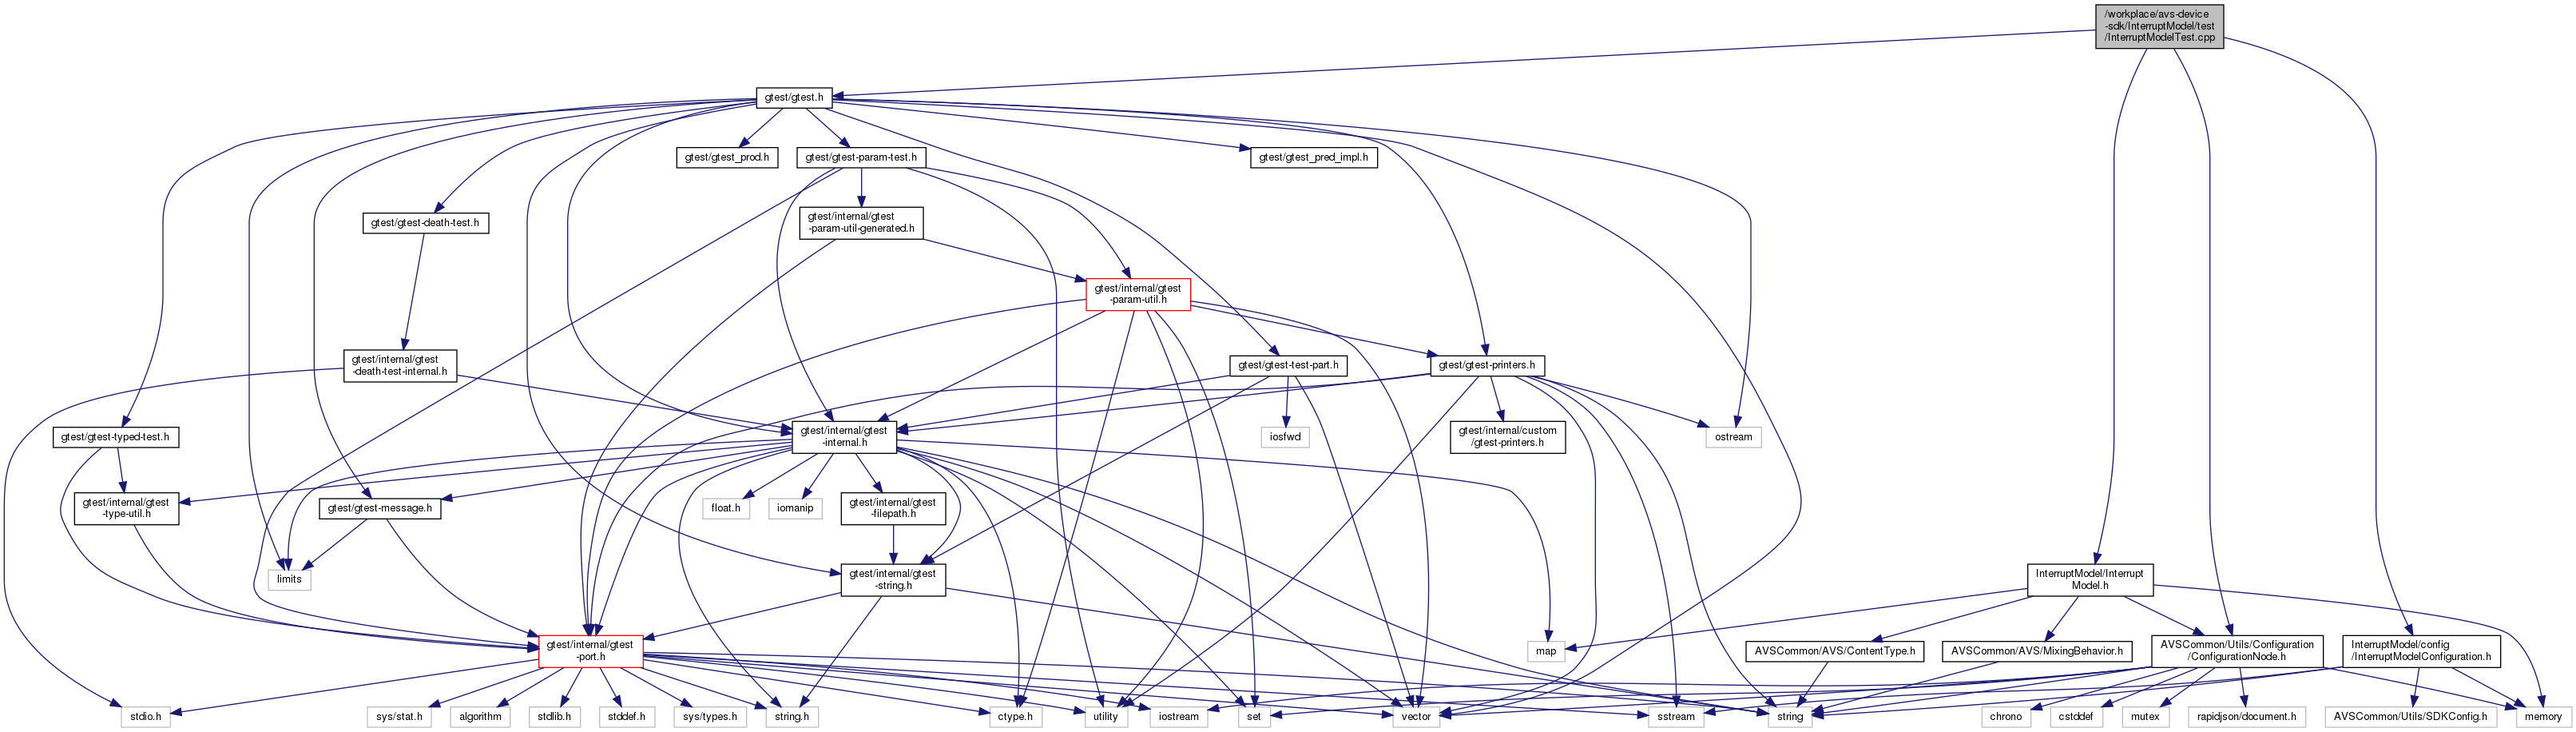 /workplace/avs-device
-sdk/InterruptModel/test
/InterruptModelTest.cpp
gtest/gtest.h
gtest/gtest_prod.h
gtest/gtest-param-test.h
gtest/gtest_pred_impl.h
gtest/gtest-death-test.h
gtest/internal/gtest
-param-util-generated.h
gtest/internal/gtest
-param-util.h
gtest/internal/gtest
-death-test-internal.h
gtest/gtest-test-part.h
gtest/gtest-printers.h
gtest/gtest-typed-test.h
gtest/internal/gtest
-internal.h
iosfwd
gtest/internal/custom
/gtest-printers.h
ostream
gtest/internal/gtest
-type-util.h
gtest/gtest-message.h
float.h
iomanip
gtest/internal/gtest
-filepath.h
limits
gtest/internal/gtest
-string.h
InterruptModel/Interrupt
Model.h
gtest/internal/gtest
-port.h
map
AVSCommon/AVS/ContentType.h
AVSCommon/AVS/MixingBehavior.h
AVSCommon/Utils/Configuration
/ConfigurationNode.h
InterruptModel/config
/InterruptModelConfiguration.h
stdio.h
sys/stat.h
algorithm
stdlib.h
stddef.h
sys/types.h
string.h
ctype.h
utility
iostream
set
vector
sstream
string
chrono
cstddef
mutex
rapidjson/document.h
AVSCommon/Utils/SDKConfig.h
memory